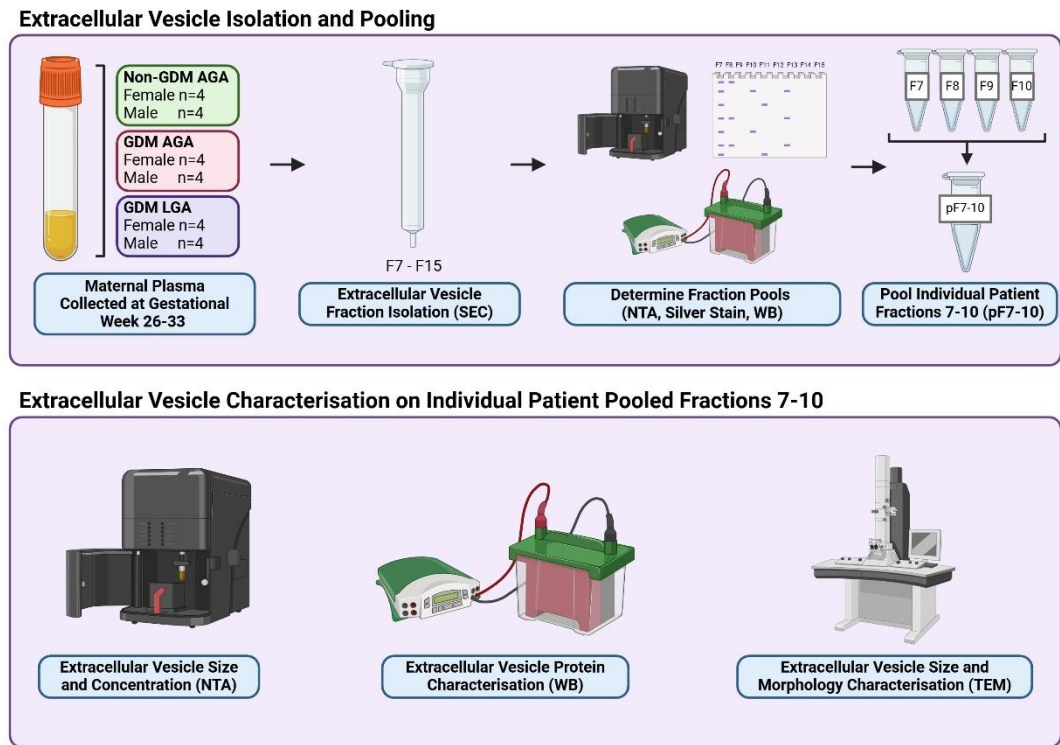 Extracellular Vesicle Isolation and Pooling
Non-GDM AGA
Female n=4
Male n=4
GDM AGA
Female n=4
Male n=4
GDM LGA
Female n=4
Male n=4
Maternal Plasma
Collected at Gestational
Week 26-33
F7 - F15
Extracellular Vesicle
Fraction Isolation (SEC)
F7 F8 F9 F10 F11 F12 F13 F14 F15
Determine Fraction Pools
(NTA, Silver Stain, WB)
F7 F8 F9 F10
pF7-10
Pool Individual Patient
Fractions 7-10 (pF7-10)
Extracellular Vesicle Characterisation on Individual Patient Pooled Fractions 7-10
Extracellular Vesicle Size
and Concentration (NTA)
Extracellular Vesicle Protein
Characterisation (WB)
Extracellular Vesicle Size and
Morphology Characterisation (TEM)